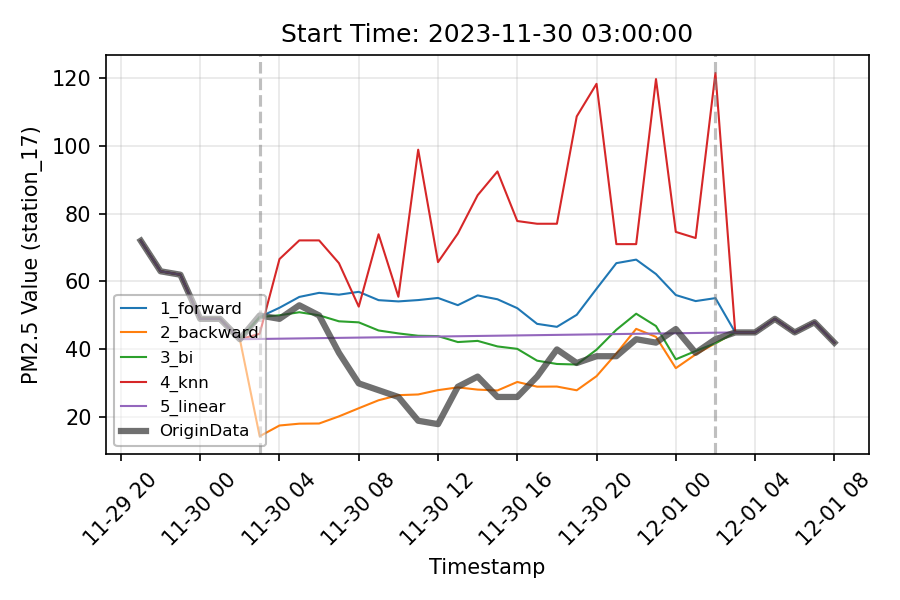 Start Time: 2023-11-30 03:00:00
PM2.5 Value (station_17)
120
100
80
60
40
20
1_forward
2_backward
3_bi
4_knn
5_linear
OriginData
11-29 20
11-30 00
11-30 04
11-30 08
11-30 12
11-30 16
11-30 20
12-01 00
12-01 04
12-01 08
Timestamp